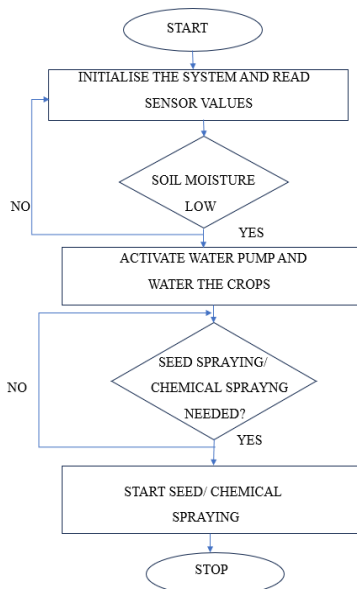 START
INITIALISE THE SYSTEM AND READ
SENSOR VALUES
SOIL MOISTURE
LOW
NO
YES
ACTIVATE WATER PUMP AND
WATER THE CROPS
SEED SPRAYING/
CHEMICAL SPRAYNG
NEEDED?
NO
YES
START SEED/ CHEMICAL
SPRAYING
STOP